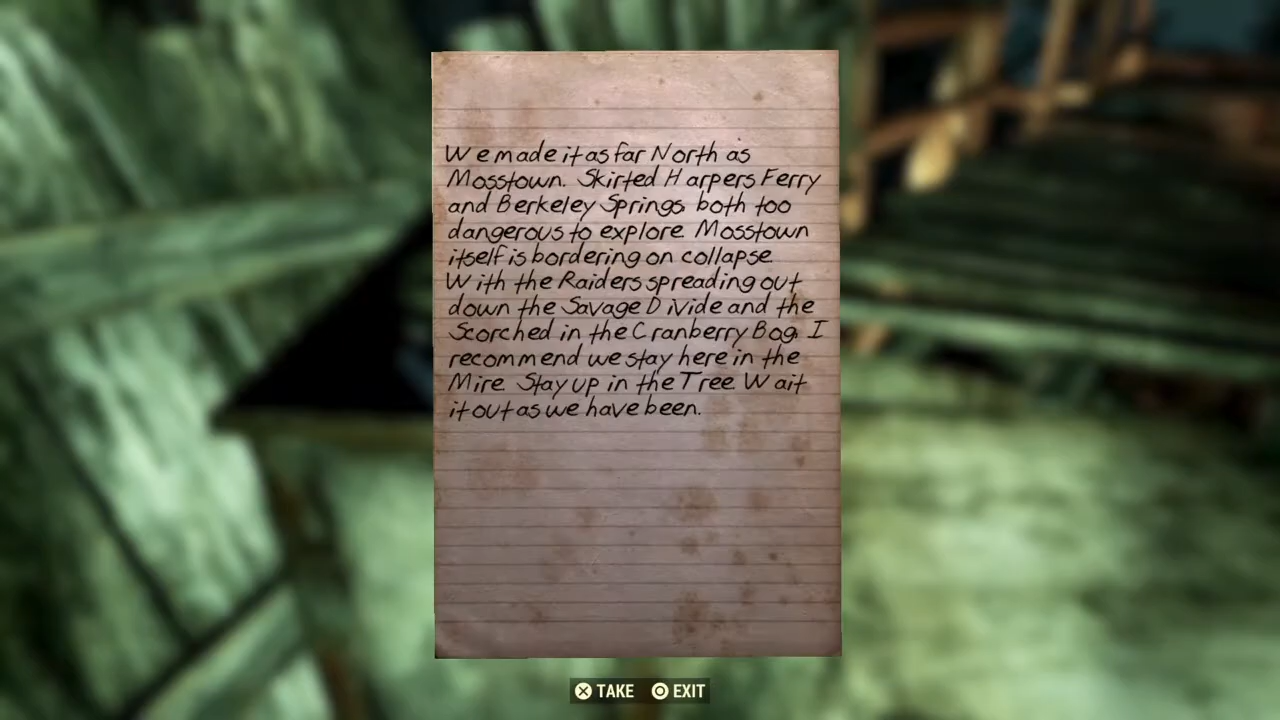 We made it as far North as
Mosstown. Skirted Harpers Ferry
and Berkeley Springs, both too
dangerous to explore. Mosstown
itself is bordering on collapse.
With the Raiders spreading out
down the Savage Divide and the
Scorched in the Cranberry Bog, I
recommend we stay here in the
Mire. Stay up in the Tree. Wait
it out as we have been.
TAKE EXIT